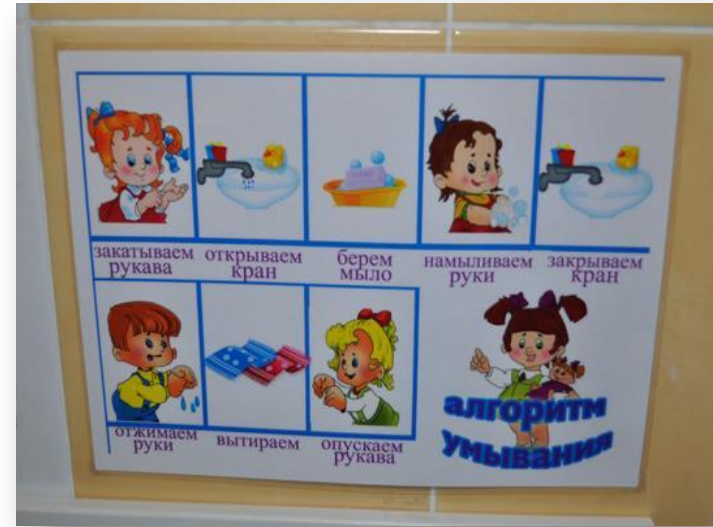 закатываем
рукава
открываем
кран
берем
мыло
намыливаем
руки
закрываем
кран
отжимаем
руки
вытираем
опускаем
рукава
алгоритм
умывания